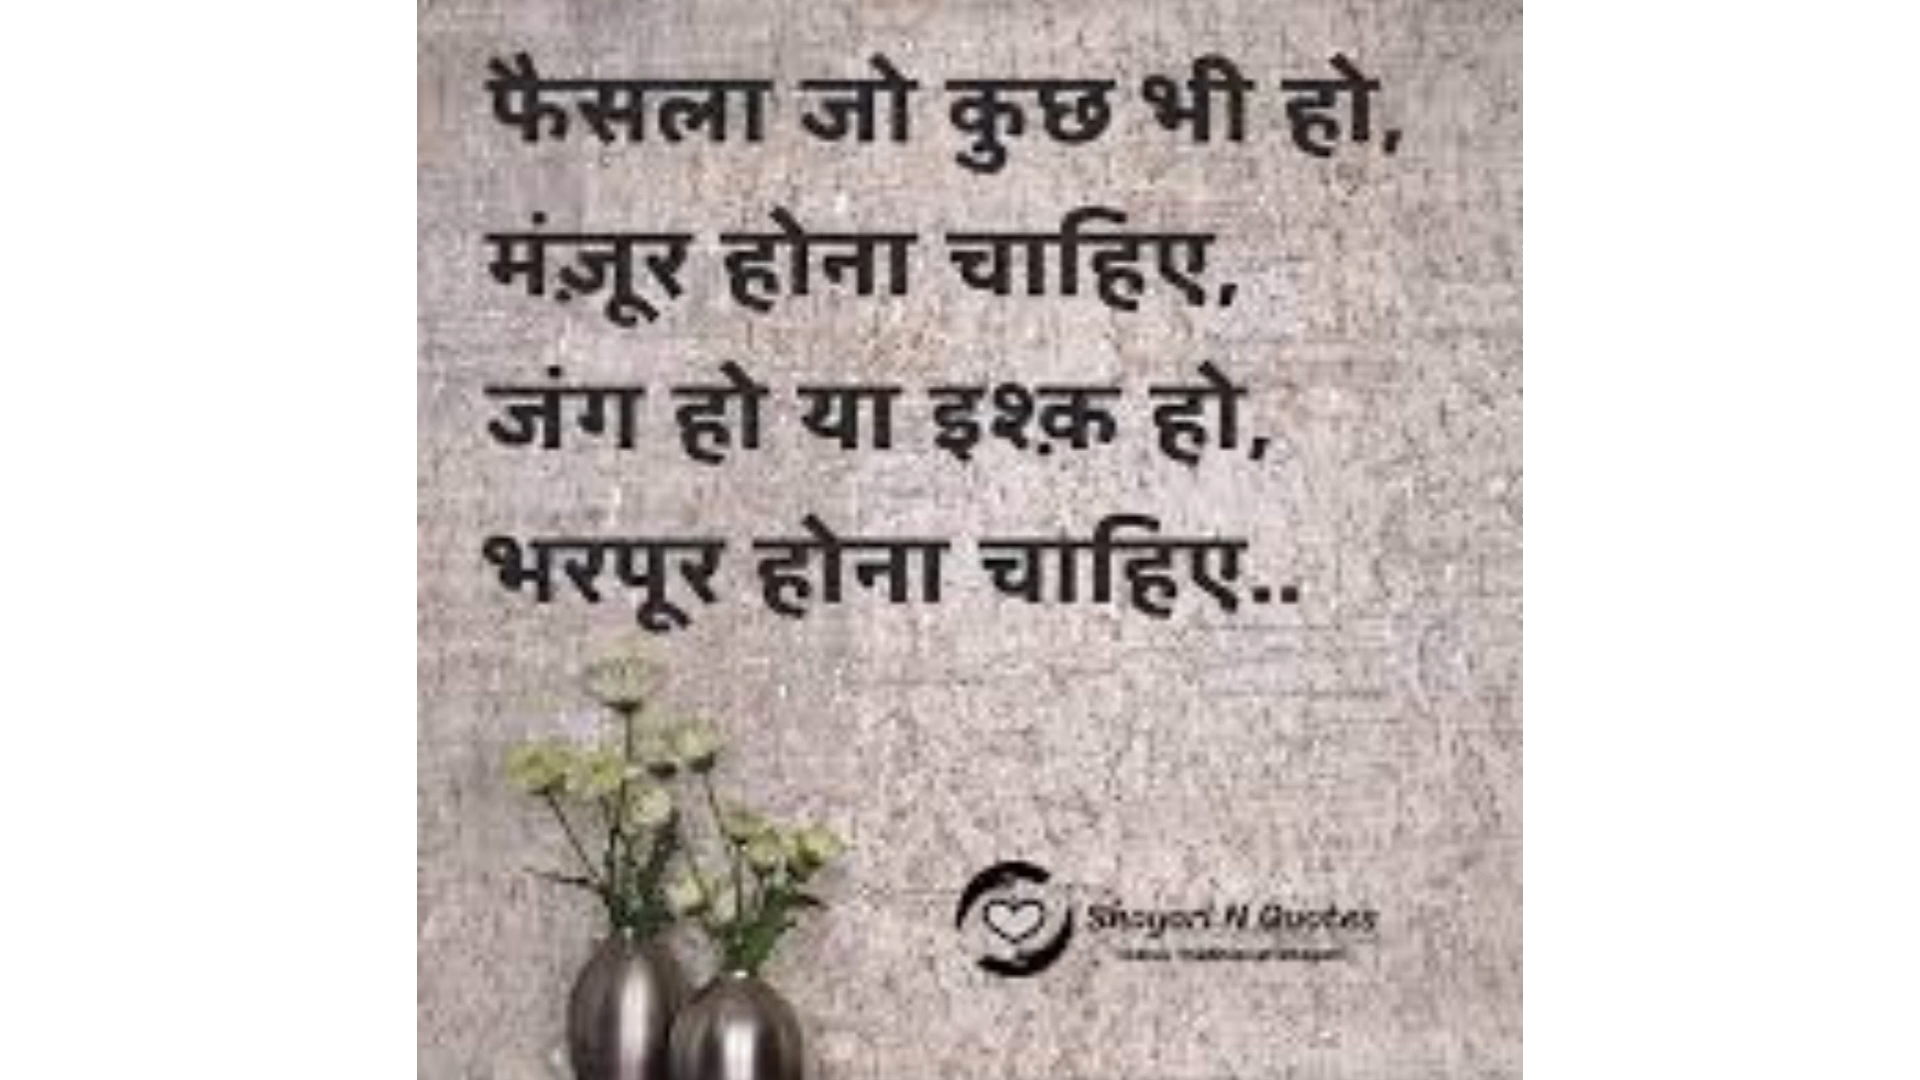 फैसला जो कुछ भी हो,
मंज़ूर होना चाहिए,
जंग हो या इश्क़ हो,
भरपूर होना चाहिए..
Shayari N Quotes